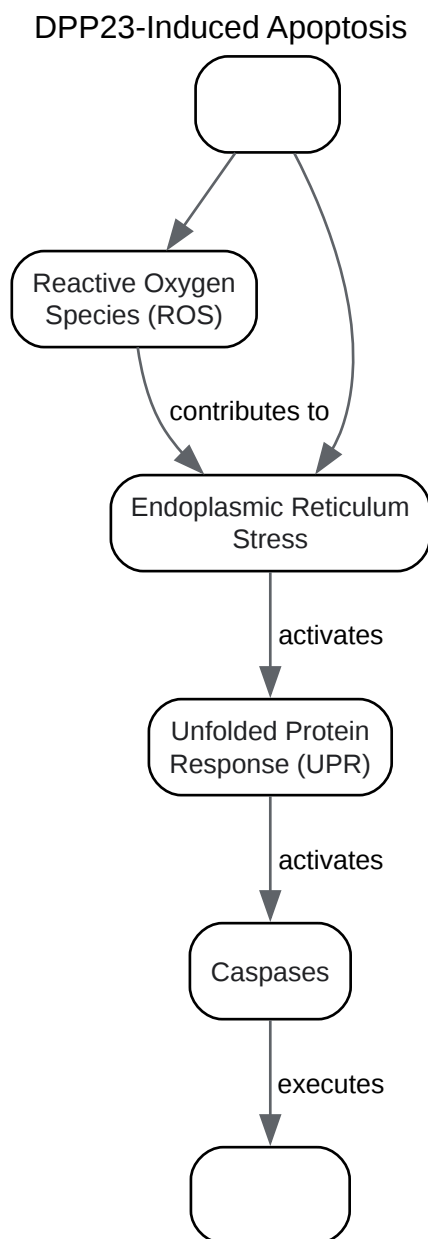 DPP23-Induced Apoptosis
Reactive Oxygen
Species (ROS)
contributes to
Endoplasmic Reticulum
Stress
activates
Unfolded Protein
Response (UPR)
activates
Caspases
executes